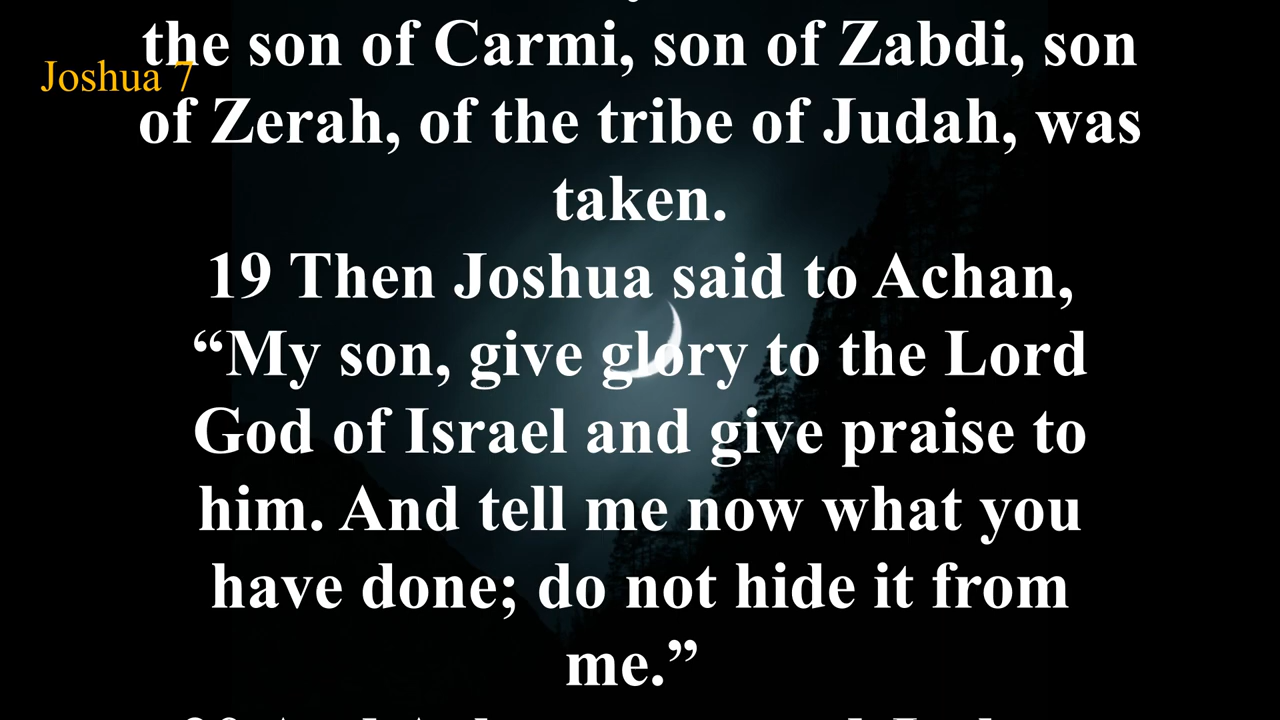 Joshua 7
the son of Carmi, son of Zabdi, son
of Zerah, of the tribe of Judah, was
taken.
19 Then Joshua said to Achan,
“My son, give glory to the Lord
God of Israel and give praise to
him. And tell me now what you
have done; do not hide it from
me.”